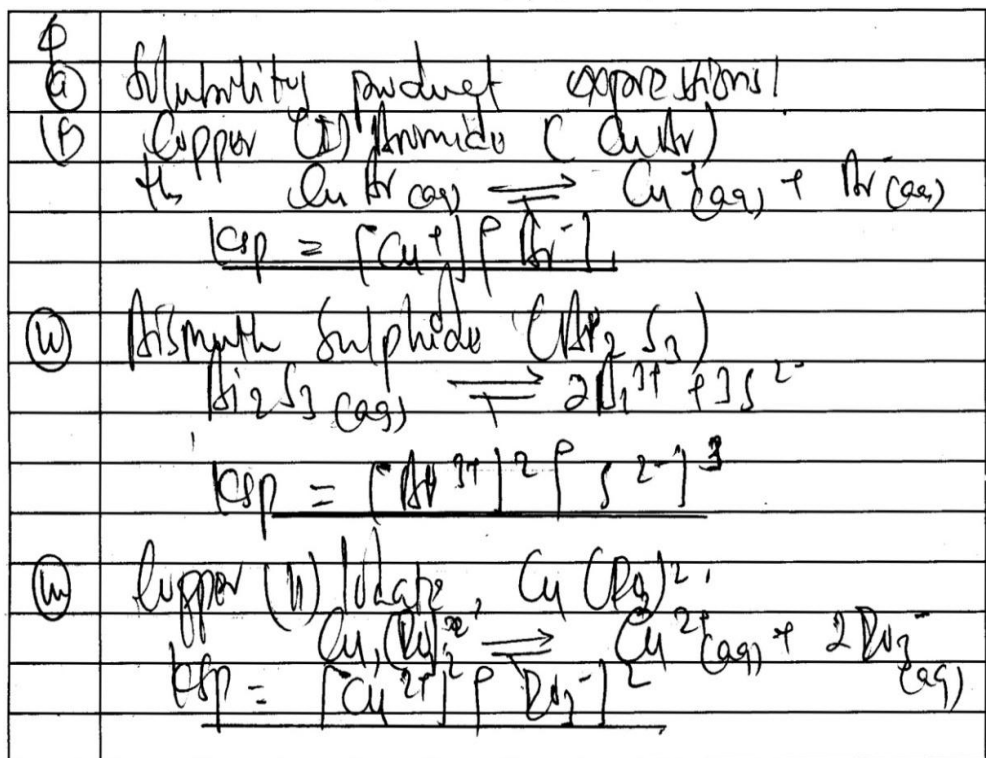 (a) Solubility product expressions!
(i) Copper (I) Bromide (CuBr)
CuBr(aq) ⇌ Cu⁺(aq) + Br⁻(aq)
Ksp = [Cu⁺][Br⁻].
(ii) Bismuth Sulphide (Bi₂S₃)
Bi₂S₃(aq) ⇌ 2Bi³⁺ + 3S²⁻
Ksp = [Bi³⁺]²[S²⁻]³
(iii) Copper (II) Iodate, Cu(IO₃)₂.
Cu(IO₃)₂ ⇌ Cu²⁺(aq) + 2IO₃⁻(aq)
Ksp = [Cu²⁺][IO₃⁻]²